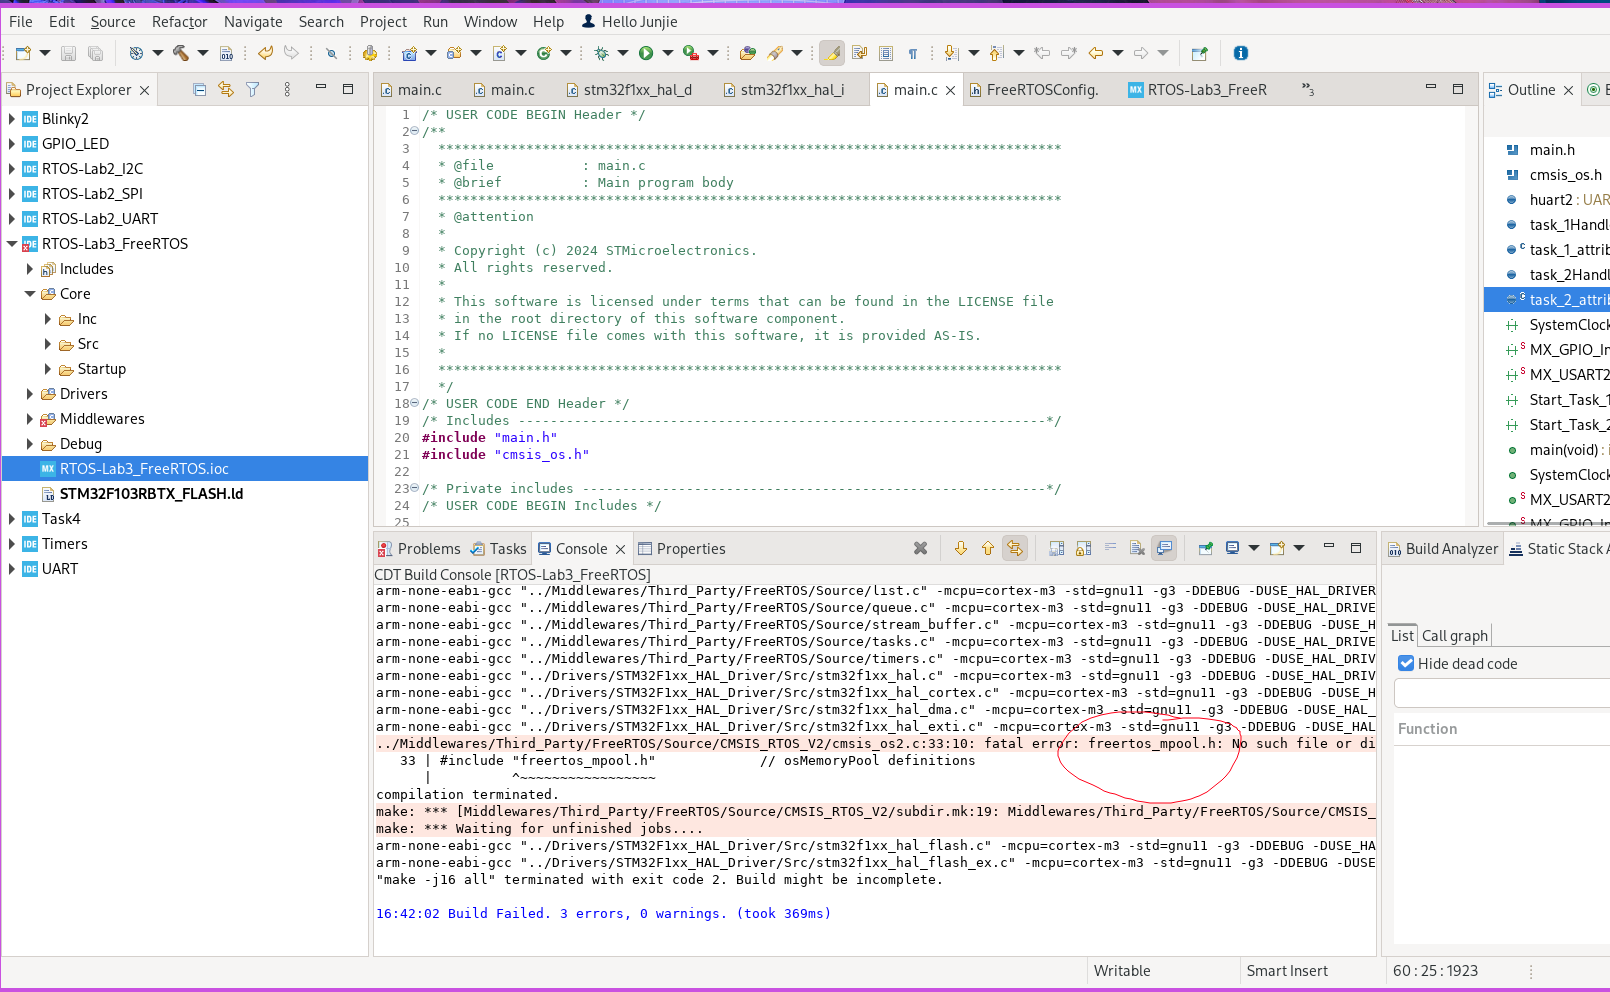 File Edit Source Refactor Navigate Search Project Run Window Help Hello Junjie
Project Explorer
main.c main.c stm32f1xx_hal_d stm32f1xx_hal_i main.c FreeRTOSConfig. RTOS-Lab3_FreeR 3
Outline
Blinky2
GPIO_LED
RTOS-Lab2_I2C
RTOS-Lab2_SPI
RTOS-Lab2_UART
RTOS-Lab3_FreeRTOS
Includes
Core
Inc
Src
Startup
Drivers
Middlewares
Debug
RTOS-Lab3_FreeRTOS.ioc
STM32F103RBTX_FLASH.ld
Task4
Timers
UART
1 /* USER CODE BEGIN Header */
2 /**
3 ******************************************************************************
4 * @file : main.c
5 * @brief : Main program body
6 ******************************************************************************
7 * @attention
8 *
9 * Copyright (c) 2024 STMicroelectronics.
10 * All rights reserved.
11 *
12 * This software is licensed under terms that can be found in the LICENSE file
13 * in the root directory of this software component.
14 * If no LICENSE file comes with this software, it is provided AS-IS.
15 *
16 ******************************************************************************
17 */
18 /* USER CODE END Header */
19 /* Includes ------------------------------------------------------------------*/
20 #include "main.h"
21 #include "cmsis_os.h"
22
23 /* Private includes ----------------------------------------------------------*/
24 /* USER CODE BEGIN Includes */
25
main.h
cmsis_os.h
huart2 : UAR
task_1Handl
task_1_attrib
task_2Handl
task_2_attrib
SystemClock
MX_GPIO_In
MX_USART2
Start_Task_1
Start_Task_2
main(void) : i
SystemClock
MX_USART2
MX_GPIO_In
Problems Tasks Console Properties
CDT Build Console [RTOS-Lab3_FreeRTOS]
arm-none-eabi-gcc "../Middlewares/Third_Party/FreeRTOS/Source/list.c" -mcpu=cortex-m3 -std=gnu11 -g3 -DDEBUG -DUSE_HAL_DRIVER
arm-none-eabi-gcc "../Middlewares/Third_Party/FreeRTOS/Source/queue.c" -mcpu=cortex-m3 -std=gnu11 -g3 -DDEBUG -DUSE_HAL_DRIVE
arm-none-eabi-gcc "../Middlewares/Third_Party/FreeRTOS/Source/stream_buffer.c" -mcpu=cortex-m3 -std=gnu11 -g3 -DDEBUG -DUSE_H
arm-none-eabi-gcc "../Middlewares/Third_Party/FreeRTOS/Source/tasks.c" -mcpu=cortex-m3 -std=gnu11 -g3 -DDEBUG -DUSE_HAL_DRIVE
arm-none-eabi-gcc "../Middlewares/Third_Party/FreeRTOS/Source/timers.c" -mcpu=cortex-m3 -std=gnu11 -g3 -DDEBUG -DUSE_HAL_DRIV
arm-none-eabi-gcc "../Drivers/STM32F1xx_HAL_Driver/Src/stm32f1xx_hal.c" -mcpu=cortex-m3 -std=gnu11 -g3 -DDEBUG -DUSE_HAL_DRIV
arm-none-eabi-gcc "../Drivers/STM32F1xx_HAL_Driver/Src/stm32f1xx_hal_cortex.c" -mcpu=cortex-m3 -std=gnu11 -g3 -DDEBUG -DUSE_H
arm-none-eabi-gcc "../Drivers/STM32F1xx_HAL_Driver/Src/stm32f1xx_hal_dma.c" -mcpu=cortex-m3 -std=gnu11 -g3 -DDEBUG -DUSE_HAL_
arm-none-eabi-gcc "../Drivers/STM32F1xx_HAL_Driver/Src/stm32f1xx_hal_exti.c" -mcpu=cortex-m3 -std=gnu11 -g3 -DDEBUG -DUSE_HAL
../Middlewares/Third_Party/FreeRTOS/Source/CMSIS_RTOS_V2/cmsis_os2.c:33:10: fatal error: freertos_mpool.h: No such file or di
33 | #include "freertos_mpool.h" // osMemoryPool definitions
| ^~~~~~~~~~~~~~~~~~
compilation terminated.
make: *** [Middlewares/Third_Party/FreeRTOS/Source/CMSIS_RTOS_V2/subdir.mk:19: Middlewares/Third_Party/FreeRTOS/Source/CMSIS_
make: *** Waiting for unfinished jobs....
arm-none-eabi-gcc "../Drivers/STM32F1xx_HAL_Driver/Src/stm32f1xx_hal_flash.c" -mcpu=cortex-m3 -std=gnu11 -g3 -DDEBUG -DUSE_HA
arm-none-eabi-gcc "../Drivers/STM32F1xx_HAL_Driver/Src/stm32f1xx_hal_flash_ex.c" -mcpu=cortex-m3 -std=gnu11 -g3 -DDEBUG -DUSE
"make -j16 all" terminated with exit code 2. Build might be incomplete.
16:42:02 Build Failed. 3 errors, 0 warnings. (took 369ms)
Build Analyzer Static Stack A
List Call graph
Hide dead code
Function
Writable Smart Insert 60 : 25 : 1923